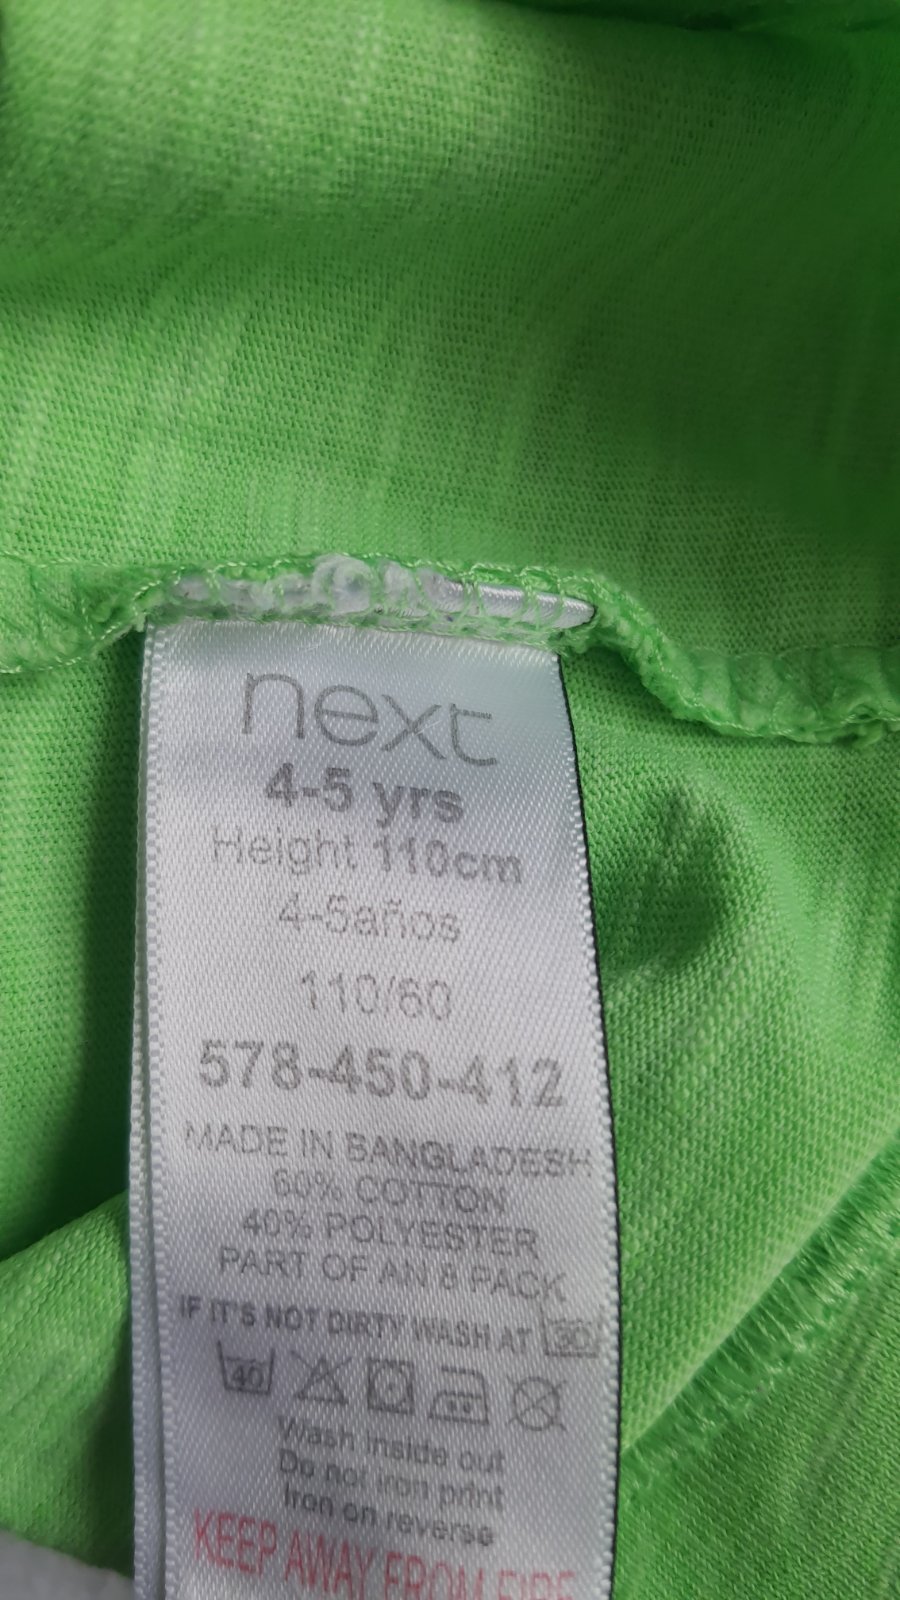 next
4-5 yrs
Height 110cm
4-5años
110/60
578-450-412
MADE IN BANGLADESH
60% COTTON
40% POLYESTER
PART OF AN 8 PACK
IF IT'S NOT DIRTY WASH AT 30
40
Wash inside out
Do not iron print
Iron on reverse
KEEP AWAY FROM FIRE